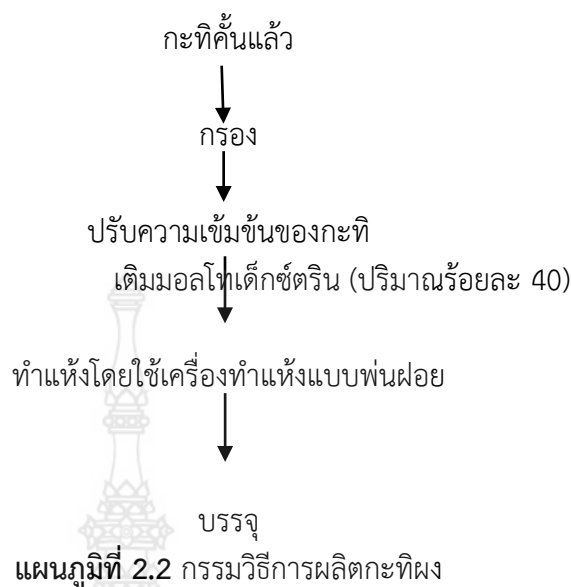 กะทิคั้นแล้ว
กรอง
ปรับความเข้มข้นของกะทิ
เติมมอลโทเด็กซ์ตริน (ปริมาณร้อยละ 40)
ทำแห้งโดยใช้เครื่องทำแห้งแบบพ่นฝอย
บรรจุ
แผนภูมิที่ 2.2 กรรมวิธีการผลิตกะทิผง